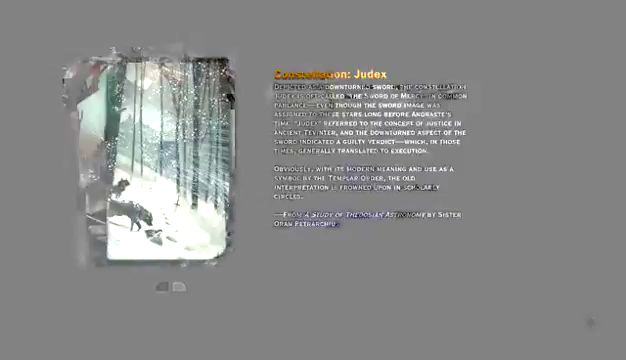 Constellation: Judex
Depicted as a downturned sword, the constellation
Judex is often called "the Sword of Mercy" in common
parlance—even though the sword image was
assigned to these stars long before Andraste's
time. "Judex" referred to the concept of justice in
ancient Tevinter, and the downturned aspect of the
sword indicated a guilty verdict—which, in those
times, generally translated to execution.
Obviously, with its modern meaning and use as a
symbol by the Templar Order, the old
interpretation is frowned upon in scholarly
circles.
—From A Study of Thedosian Astronomy by Sister
Oran Petrarchius